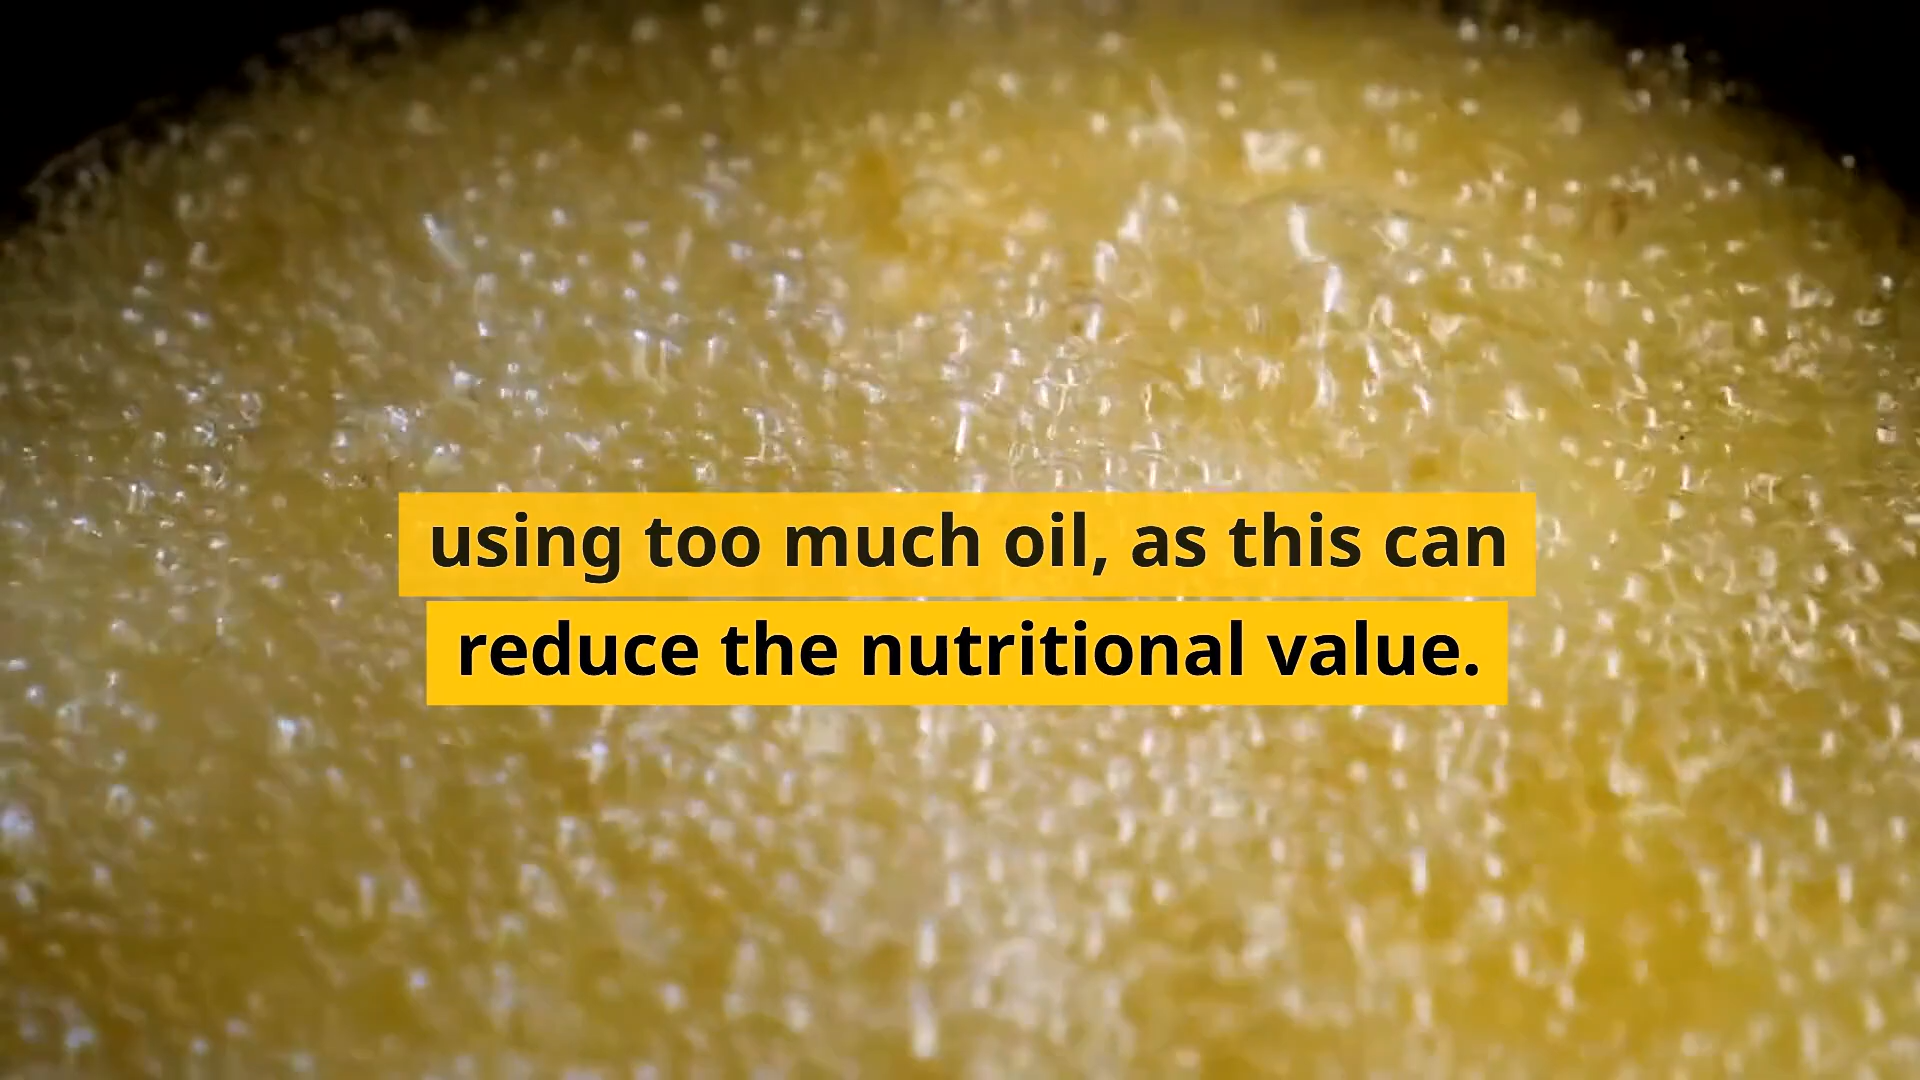 using too much oil, as this can
reduce the nutritional value.